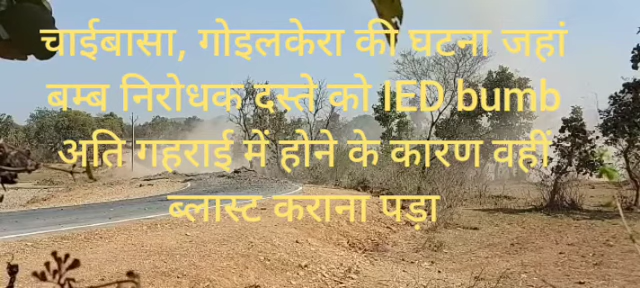 चाईबासा, गोइलकेरा की घटना जहां
बम्ब निरोधक दस्ते को IED bumb
अति गहराई में होने के कारण वहीं
ब्लास्ट कराना पड़ा